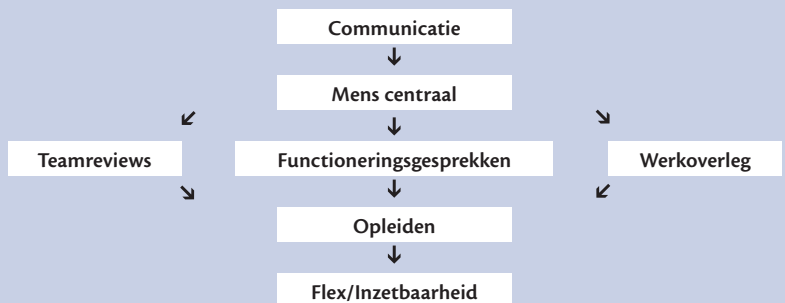 Communicatie
Mens centraal
Teamreviews
Functioneringsgesprekken
Werkoverleg
Opleiden
Flex/Inzetbaarheid